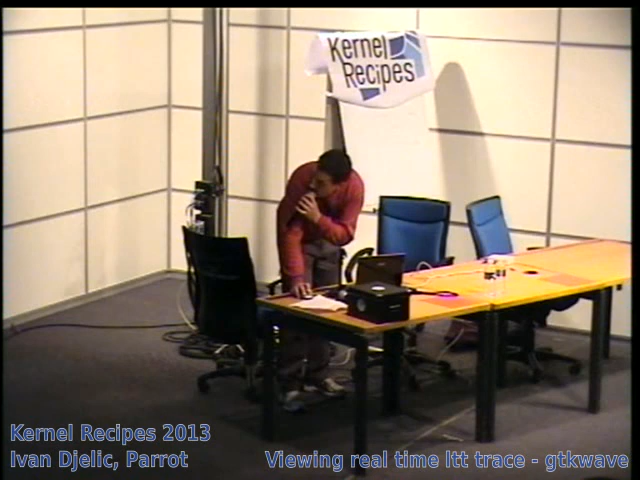 Kernel
Recipes
Kernel Recipes 2013
Ivan Djelic, Parrot
Viewing real time ltt trace - gtkwave